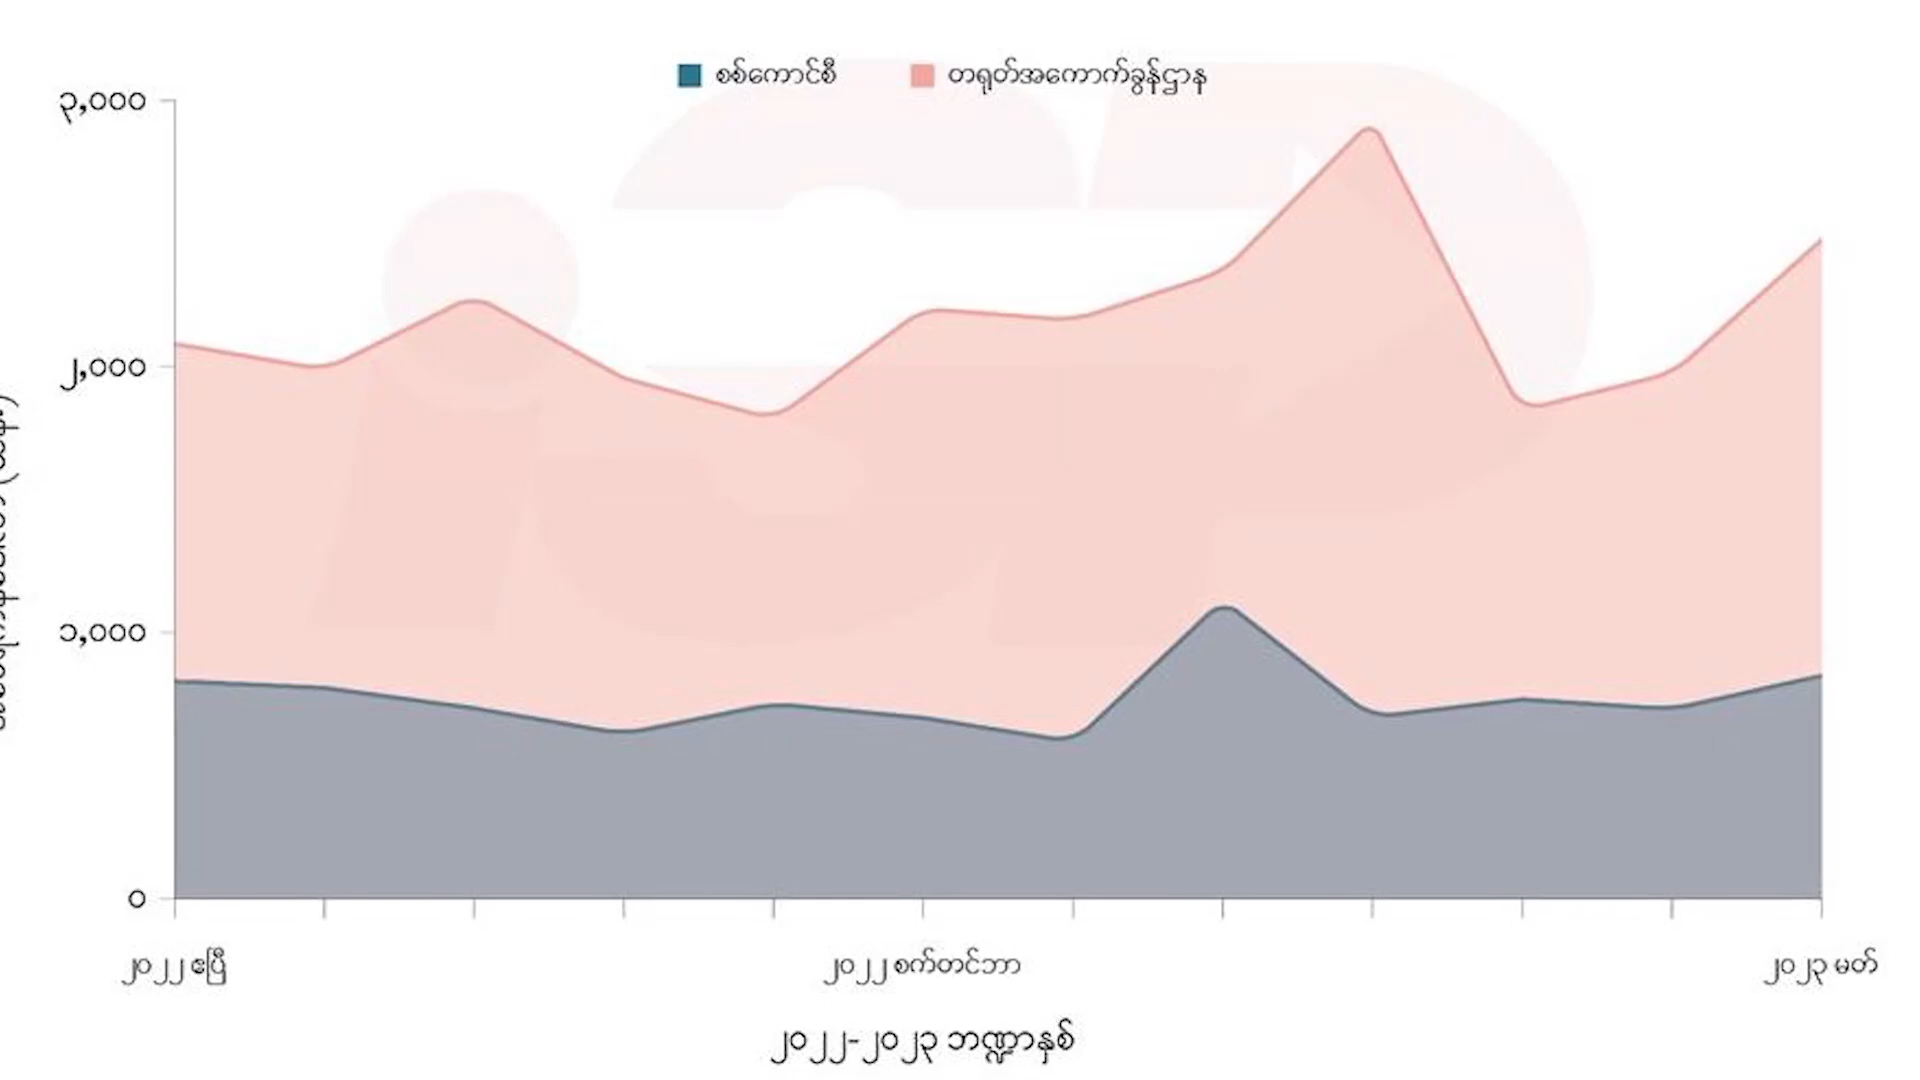 စစ်ကောင်စီ တရုတ်အကောက်ခွန်ဌာန
၃,၀၀၀
၂,၀၀၀
၁,၀၀၀
၀
၂၀၂၂ ဧပြီ ၂၀၂၂ စက်တင်ဘာ ၂၀၂၃ မတ်
၂၀၂၂-၂၀၂၃ ဘဏ္ဍာနှစ်